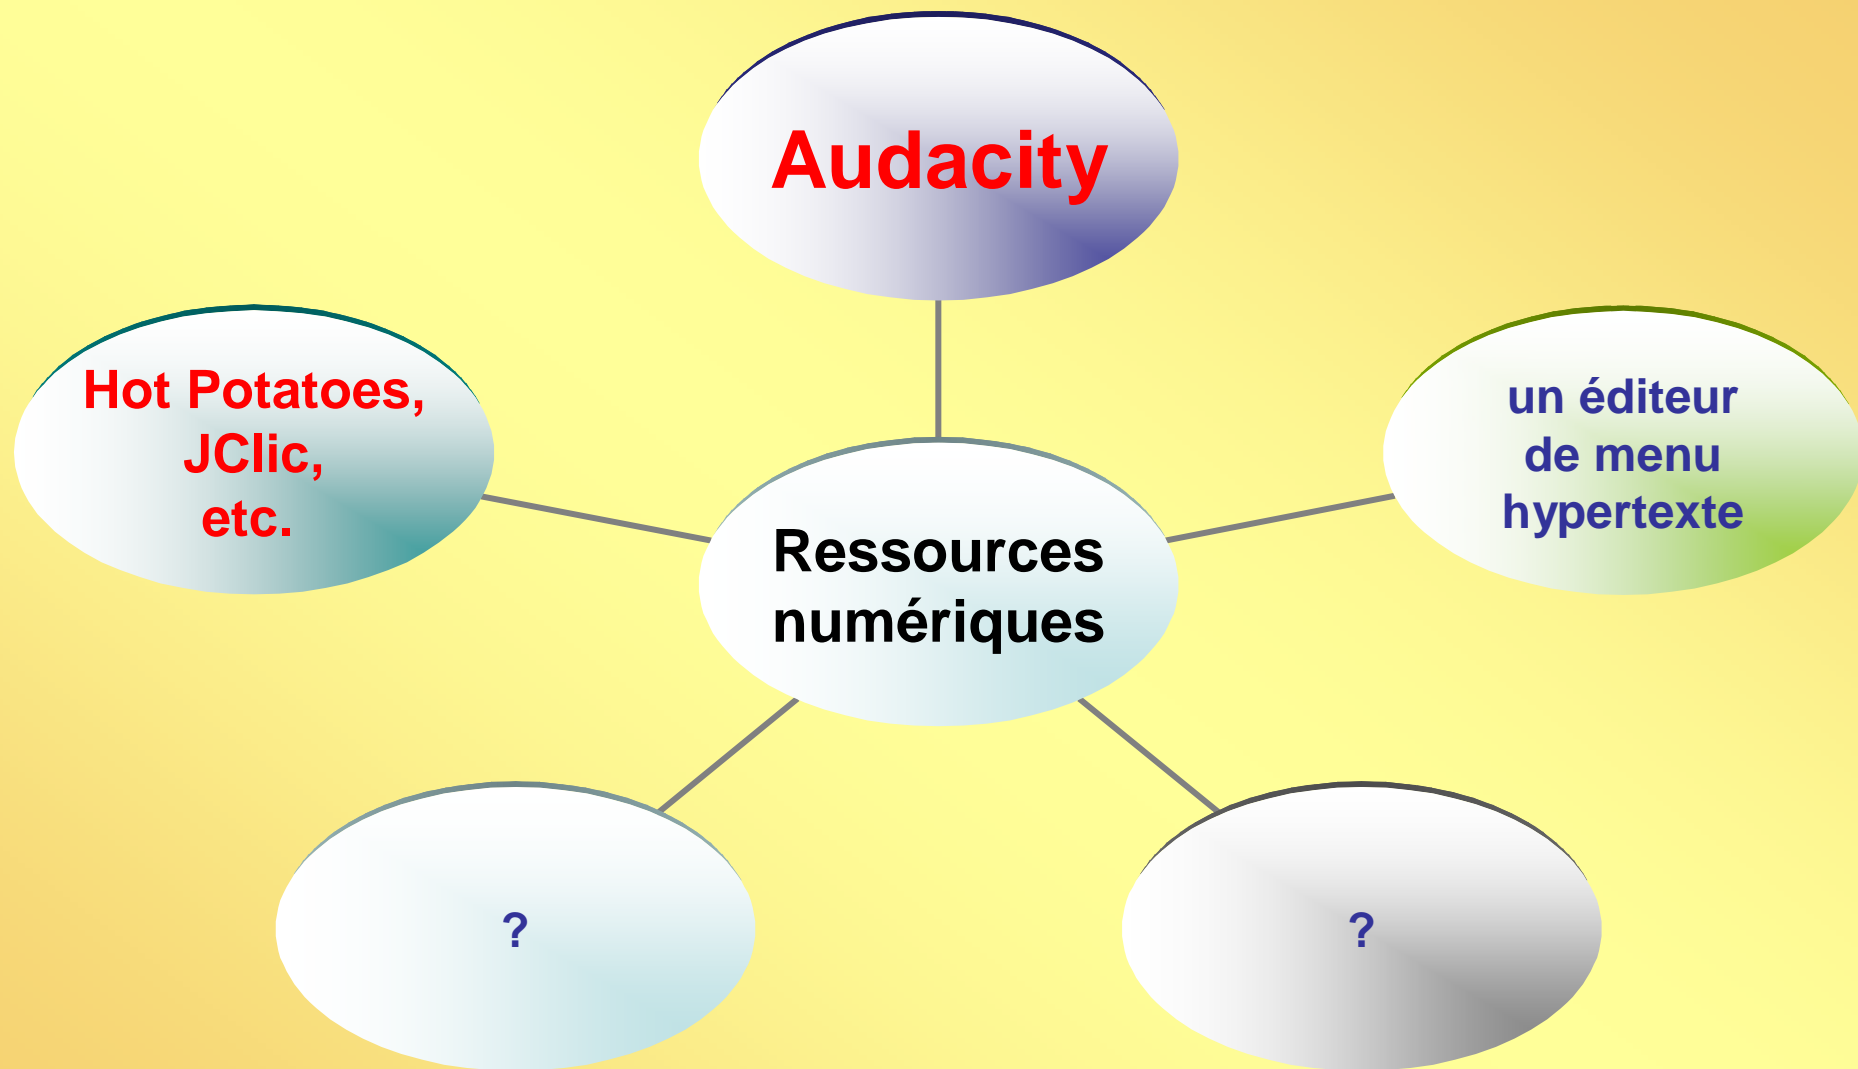 Audacity
Hot Potatoes,
JClic,
etc.
un éditeur
de menu
hypertexte
Ressources
numériques
?
?